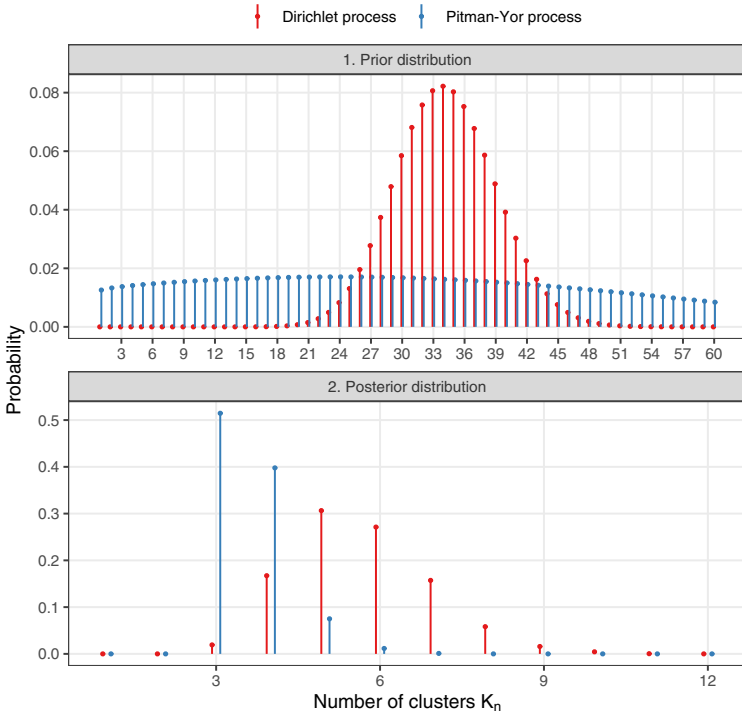 Dirichlet process Pitman-Yor process
1. Prior distribution
0.08
0.06
0.04
0.02
0.00
3 6 9 12 15 18 21 24 27 30 33 36 39 42 45 48 51 54 57 60
Probability
2. Posterior distribution
0.5
0.4
0.3
0.2
0.1
0.0
3 6 9 12
Number of clusters Kn